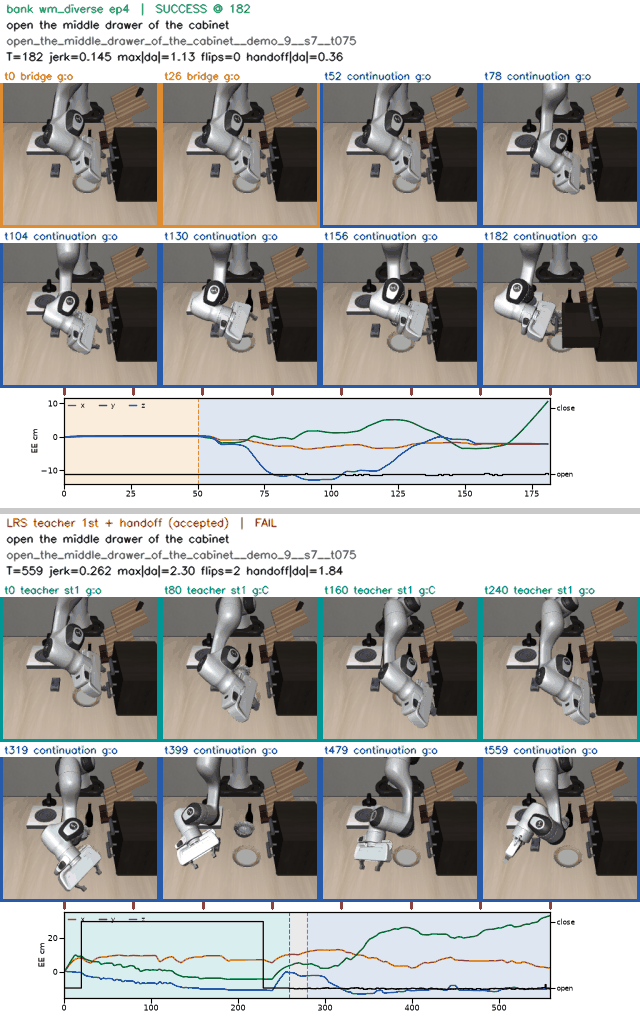 bank wm_diverse ep4 | SUCCESS @ 182
open the middle drawer of the cabinet
open_the_middle_drawer_of_the_cabinet__demo_9__s7__t075
T=182 jerk=0.145 max|da|=1.13 flips=0 handoff|da|=0.36
t0 bridge g:o t26 bridge g:o t52 continuation g:o t78 continuation g:o
t104 continuation g:o t130 continuation g:o t156 continuation g:o t182 continuation g:o
x y z
EE cm
10
0
−10
close
open
0 25 50 75 100 125 150 175
LRS teacher 1st + handoff (accepted) | FAIL
open the middle drawer of the cabinet
open_the_middle_drawer_of_the_cabinet__demo_9__s7__t075
T=559 jerk=0.262 max|da|=2.30 flips=2 handoff|da|=1.84
t0 teacher st1 g:o t80 teacher st1 g:C t160 teacher st1 g:C t240 teacher st1 g:o
t319 continuation g:o t399 continuation g:o t479 continuation g:o t559 continuation g:o
x y z
EE cm
20
0
close
open
0 100 200 300 400 500